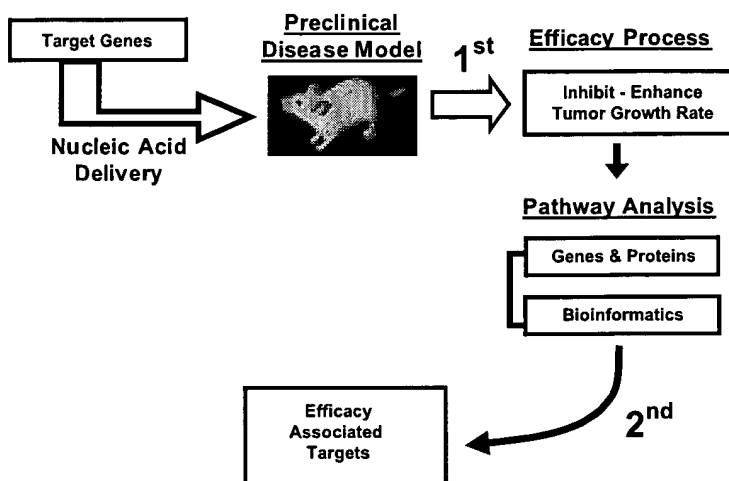 Target Genes
Nucleic Acid
Delivery
Preclinical
Disease Model
1st
Efficacy Process
Inhibit - Enhance
Tumor Growth Rate
Pathway Analysis
Genes & Proteins
Bioinformatics
2nd
Efficacy
Associated
Targets